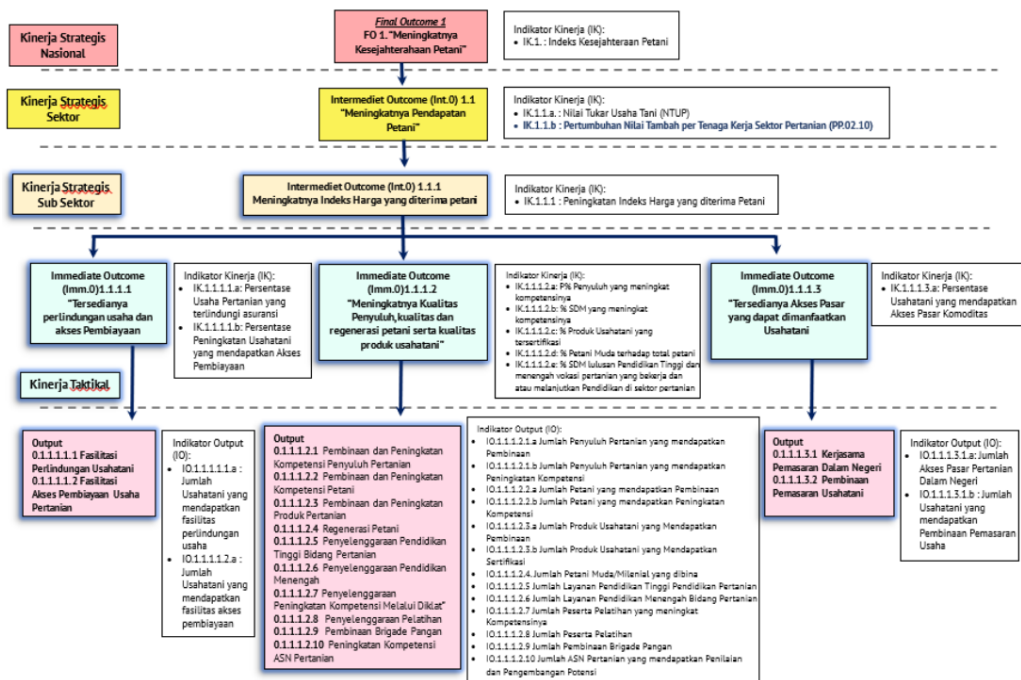 Kinerja Strategis
Nasional
Final Outcome 1
FO 1. "Meningkatnya
Kesejahterahaan Petani"
Indikator Kinerja (IK):
• IK.1. : Indeks Kesejahteraan Petani
Kinerja Strategis
Sektor
Intermediet Outcome (Int.0) 1.1
"Meningkatnya Pendapatan
Petani"
Indikator Kinerja (IK):
• IK.1.1.a : Nilai Tukar Usaha Tani (NTUP)
• IK.1.1.b : Pertumbuhan Nilai Tambah per Tenaga Kerja Sektor Pertanian (PP.02.10)
Kinerja Strategis
Sub Sektor
Intermediet Outcome (Int.0) 1.1.1
Meningkatnya Indeks Harga yang diterima petani
Indikator Kinerja (IK):
• IK.1.1.1 : Peningkatan Indeks Harga yang diterima Petani
Immediate Outcome
(Imm.0)1.1.1.1
"Tersedianya
perlindungan usaha dan
akses Pembiayaan
Indikator Kinerja (IK):
• IK.1.1.1.1.a: Persentase
Usaha Pertanian yang
terlindungi asuransi
• IK.1.1.1.1.b: Persentase
Peningkatan Usahatani
yang mendapatkan Akses
Pembiayaan
Immediate Outcome
(Imm.0)1.1.1.2
"Meningkatnya Kualitas
Penyuluh,kualitas dan
regenerasi petani serta kualitas
produk usahatani"
Indikator Kinerja (IK):
• IK.1.1.1.2.a: P% Penyuluh yang meningkat
kompetensinya
• IK.1.1.1.2.b: % SDM yang meningkat
kompetensinya
• IK.1.1.1.2.c: % Produk Usahatani yang
tersertifikasi
• IK.1.1.1.2.d: % Petani Muda terhadap total petani
• IK.1.1.1.2.e: % SDM lulusan Pendidikan Tinggi dan
menengah vokasi pertanian yang bekerja dan
atau melanjutkan Pendidikan di sektor pertanian
Immediate Outcome
(Imm.0)1.1.1.3
"Tersedianya Akses Pasar
yang dapat dimanfaatkan
Usahatani
Indikator Kinerja (IK):
• IK.1.1.1.3.a: Persentase
Usahatani yang mendapatkan
Akses Pasar Komoditas
Kinerja Taktikal
Output
0.1.1.1.1.1 Fasilitasi
Perlindungan Usahatani
0.1.1.1.1.2 Fasilitasi
Akses Pembiayaan Usaha
Pertanian
Indikator Output
(IO):
• IO.1.1.1.1.1.a :
Jumlah
Usahatani yang
mendapatkan
fasilitas
perlindungan
usaha
• IO.1.1.1.1.2.a :
Jumlah
Usahatani yang
mendapatkan
fasilitas akses
pembiayaan
Output
0.1.1.1.2.1 Pembinaan dan Peningkatan
Kompetensi Penyuluh Pertanian
0.1.1.1.2.2 Pembinaan dan Peningkatan
Kompetensi Petani
0.1.1.1.2.3 Pembinaan dan Peningkatan
Produk Pertanian
0.1.1.1.2.4 Regenerasi Petani
0.1.1.1.2.5 Penyelenggaraan Pendidikan
Tinggi Bidang Pertanian
0.1.1.1.2.6 Penyelenggaraan Pendidikan
Menengah
0.1.1.1.2.7 Penyelenggaraan
Peningkatan Kompetensi Melalui Diklat"
0.1.1.1.2.8 Penyelenggaraan Pelatihan
0.1.1.1.2.9 Pembinaan Brigade Pangan
0.1.1.1.2.10 Peningkatan Kompetensi
ASN Pertanian
Indikator Output (IO):
• IO.1.1.1.2.1.a Jumlah Penyuluh Pertanian yang mendapatkan
Pembinaan
• IO.1.1.1.2.1.b Jumlah Penyuluh Pertanian yang mendapatkan
Peningkatan Kompetensi
• IO.1.1.1.2.2.a Jumlah Petani yang mendapatkan Pembinaan
• IO.1.1.1.2.2.b Jumlah Petani yang mendapatkan Peningkatan
Kompetensi
• IO.1.1.1.2.3.a Jumlah Produk Usahatani yang Mendapatkan
Pembinaan
• IO.1.1.1.2.3.b Jumlah Produk Usahatani yang Mendapatkan
Sertifikasi
• IO.1.1.1.2.4. Jumlah Petani Muda/Milenial yang dibina
• IO.1.1.1.2.5 Jumlah Layanan Pendidikan Tinggi Pendidikan Pertanian
• IO.1.1.1.2.6 Jumlah Layanan Pendidikan Menengah Bidang Pertanian
• IO.1.1.1.2.7 Jumlah Peserta Pelatihan yang meningkat
Kompetensinya
• IO.1.1.1.2.8 Jumlah Peserta Pelatihan
• IO.1.1.1.2.9 Jumlah Pembinaan Brigade Pangan
• IO.1.1.1.2.10 Jumlah ASN Pertanian yang mendapatkan Penilaian
dan Pengembangan Potensi
Output
0.1.1.1.3.1 Kerjasama
Pemasaran Dalam Negeri
0.1.1.1.3.2 Pembinaan
Pemasaran Usahatani
Indikator Output (IO):
• IO.1.1.1.3.1.a: Jumlah
Akses Pasar Pertanian
Dalam Negeri
• IO.1.1.1.3.1.b : Jumlah
Usahatani yang
mendapatkan
Pembinaan Pemasaran
Usaha